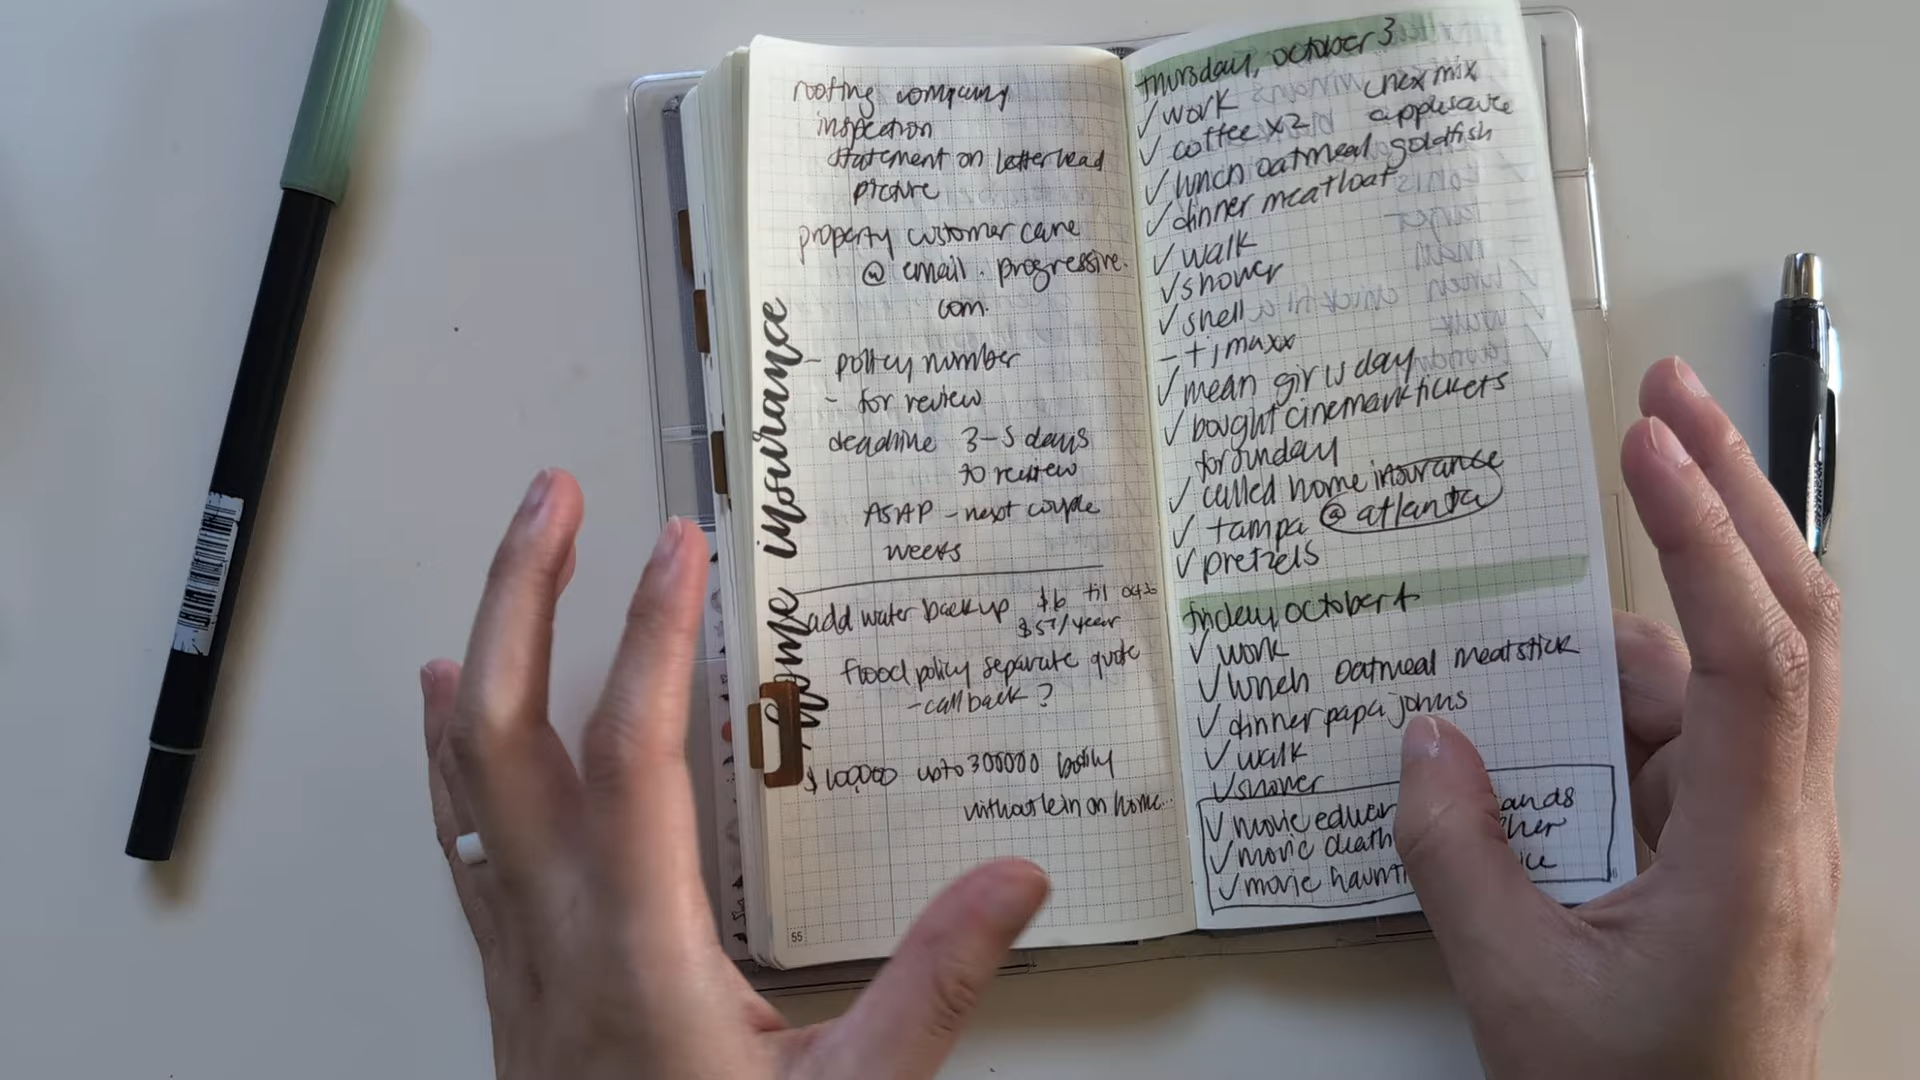 roofing company
inspection
statement on letterhead
picture
property customer care
@ email. progressive.
com.
- policy number
- for review
deadline 3-5 days
to review
ASAP - next couple
weeks
add water backup $6 til oct
$57/year
flood policy separate quote
- call back?
upto 300000 bodily
without on home..
home insurance
55
thursday, october 3
✓ work chex mix
✓ coffee x2 applesauce
✓ lunch oatmeal goldfish
✓ dinner meatloaf
✓ walk
✓ shower
✓ shell
- tjmaxx
✓ mean girls day
✓ bought cinemark tickets
for sunday
✓ called home insurance
✓ tampa @ atlanta
✓ pretzels
friday, october 4
✓ work
✓ lunch oatmeal meatstick
✓ dinner papa johns
✓ walk
✓ shower
✓ movie
✓ movie
✓ movie